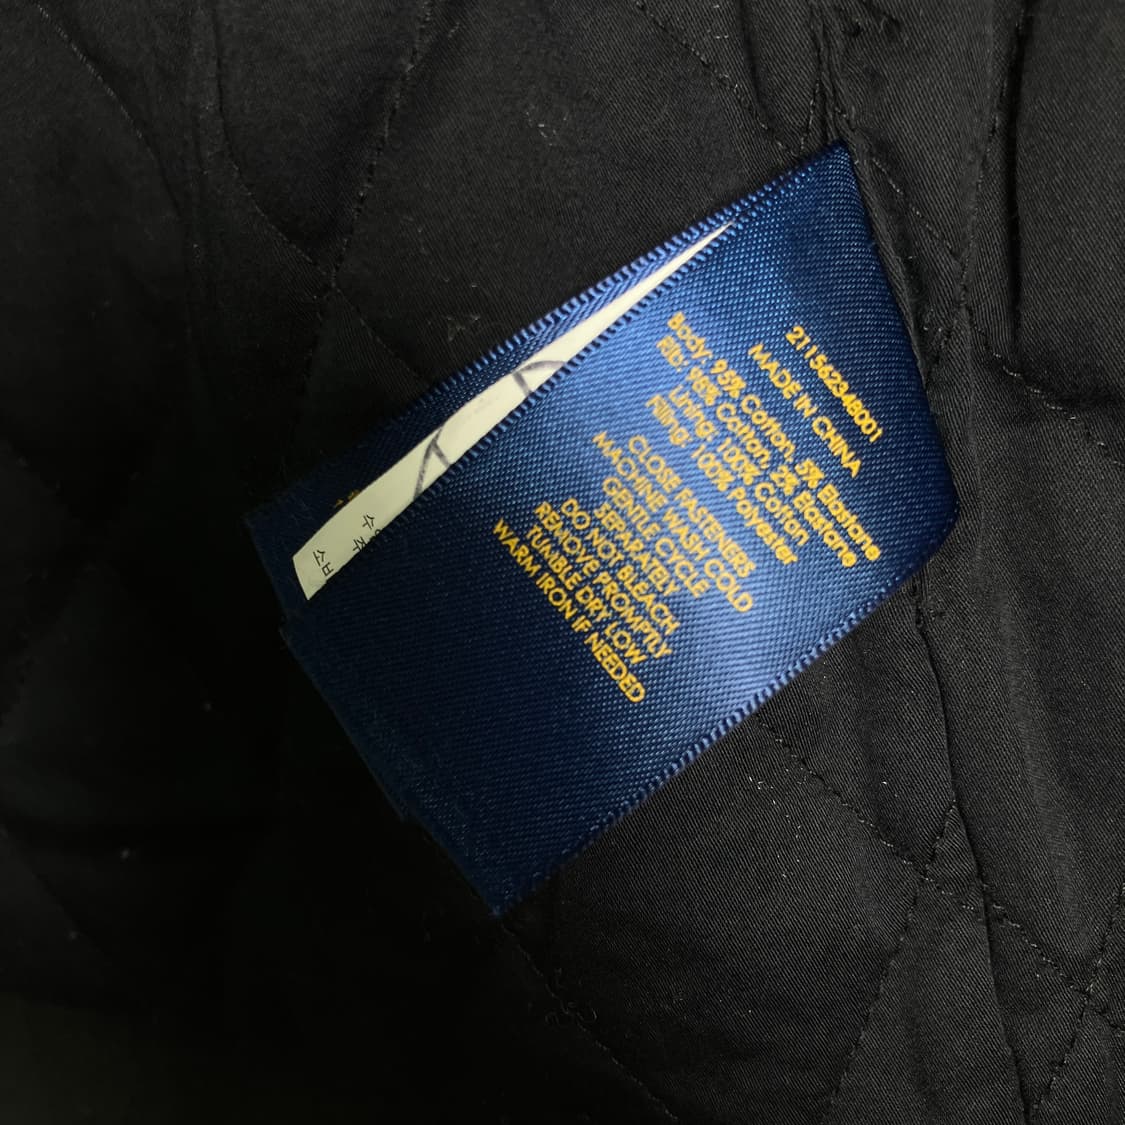 211562348001
MADE IN CHINA
Body: 95% Cotton, 5% Elastane
Rib: 98% Cotton, 2% Elastane
Lining: 100% Cotton
Filling: 100% Polyester
CLOSE FASTENERS
MACHINE WASH COLD
GENTLE CYCLE
SEPARATELY
DO NOT BLEACH
REMOVE PROMPTLY
TUMBLE DRY LOW
WARM IRON IF NEEDED